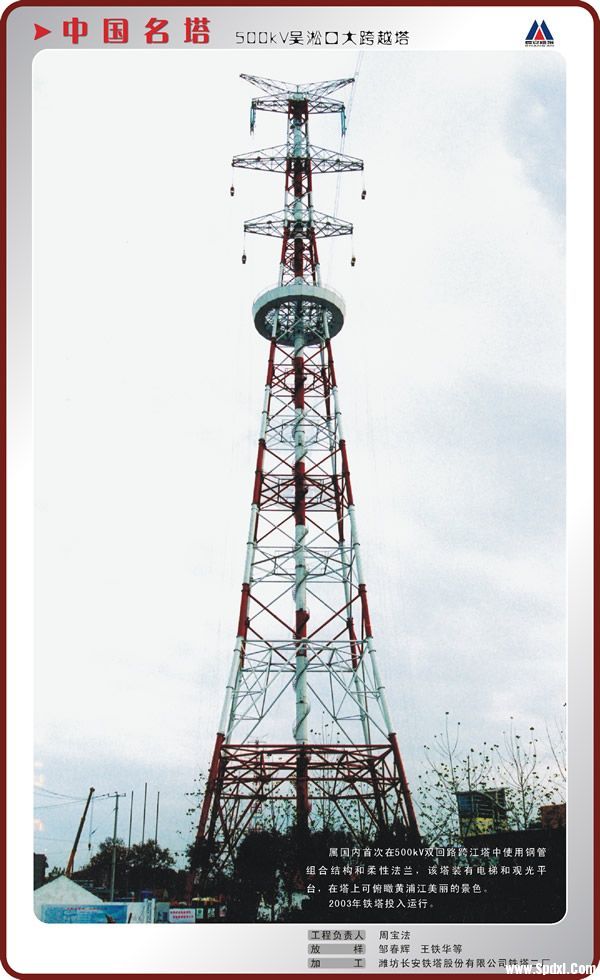 中国名塔 500kV吴淞口大跨越塔
属国内首次在500kV双回路跨江塔中使用钢管
组合结构和柔性法兰，该塔装有电梯和观光平
台，在塔上可俯瞰黄浦江美丽的景色。
2003年铁塔投入运行。
工程负责人 周宝法
放 样 邹春辉 王铁华等
加 工 潍坊长安铁塔股份有限公司铁塔二厂
www.Spdxl.Com